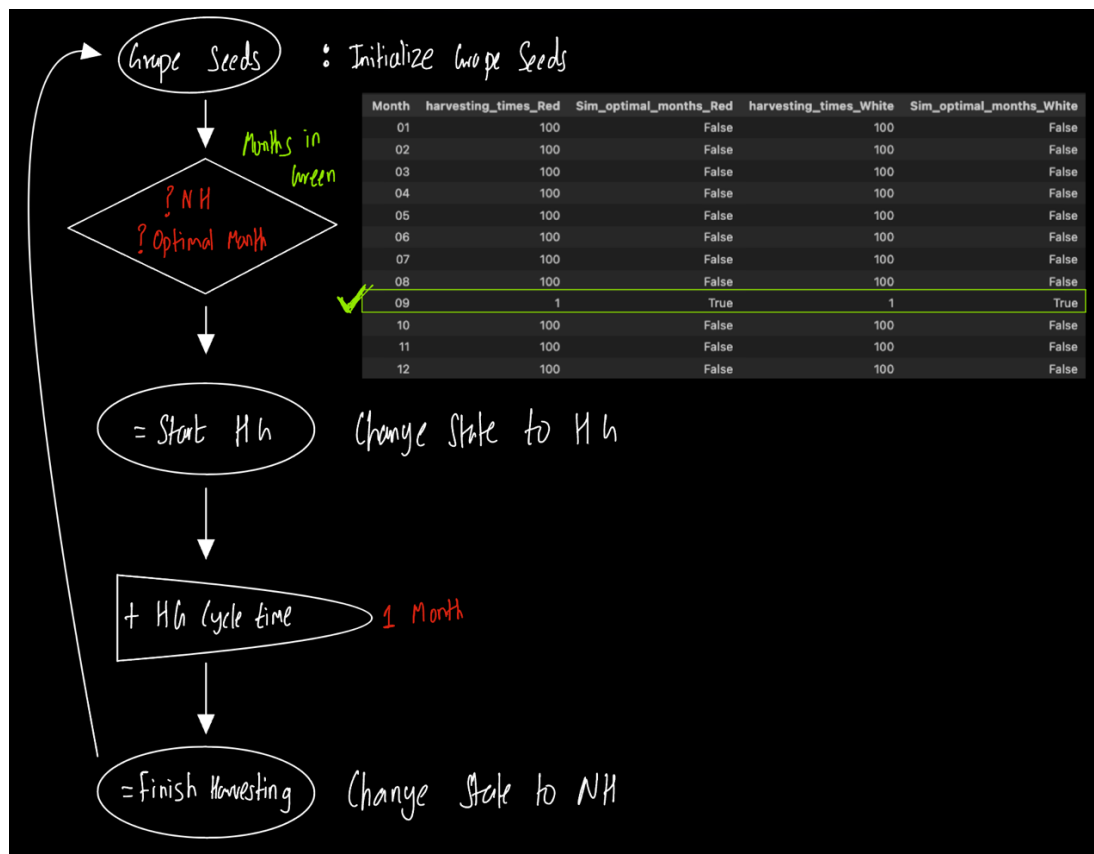 Grape Seeds : Initialize Grape Seeds
Months in
Green
? NH
? Optimal Month
Month harvesting_times_Red Sim_optimal_months_Red harvesting_times_White Sim_optimal_months_White
01 100 False 100 False
02 100 False 100 False
03 100 False 100 False
04 100 False 100 False
05 100 False 100 False
06 100 False 100 False
07 100 False 100 False
08 100 False 100 False
09 1 True 1 True
10 100 False 100 False
11 100 False 100 False
12 100 False 100 False
= Start HG Change State to HG
+ HG Cycle time 1 Month
= Finish Harvesting Change State to NH